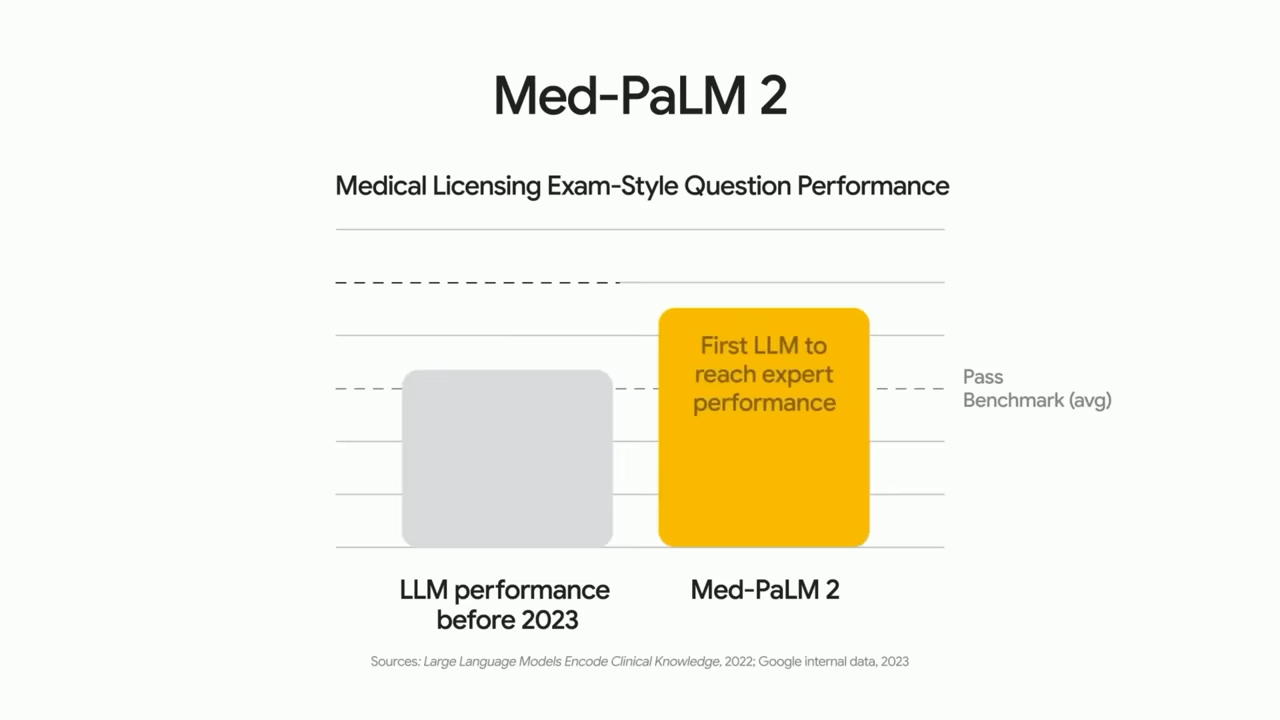 Med-PaLM 2
Medical Licensing Exam-Style Question Performance
First LLM to
reach expert
performance
Pass
Benchmark (avg)
LLM performance
before 2023
Med-PaLM 2
Sources: Large Language Models Encode Clinical Knowledge, 2022; Google internal data, 2023